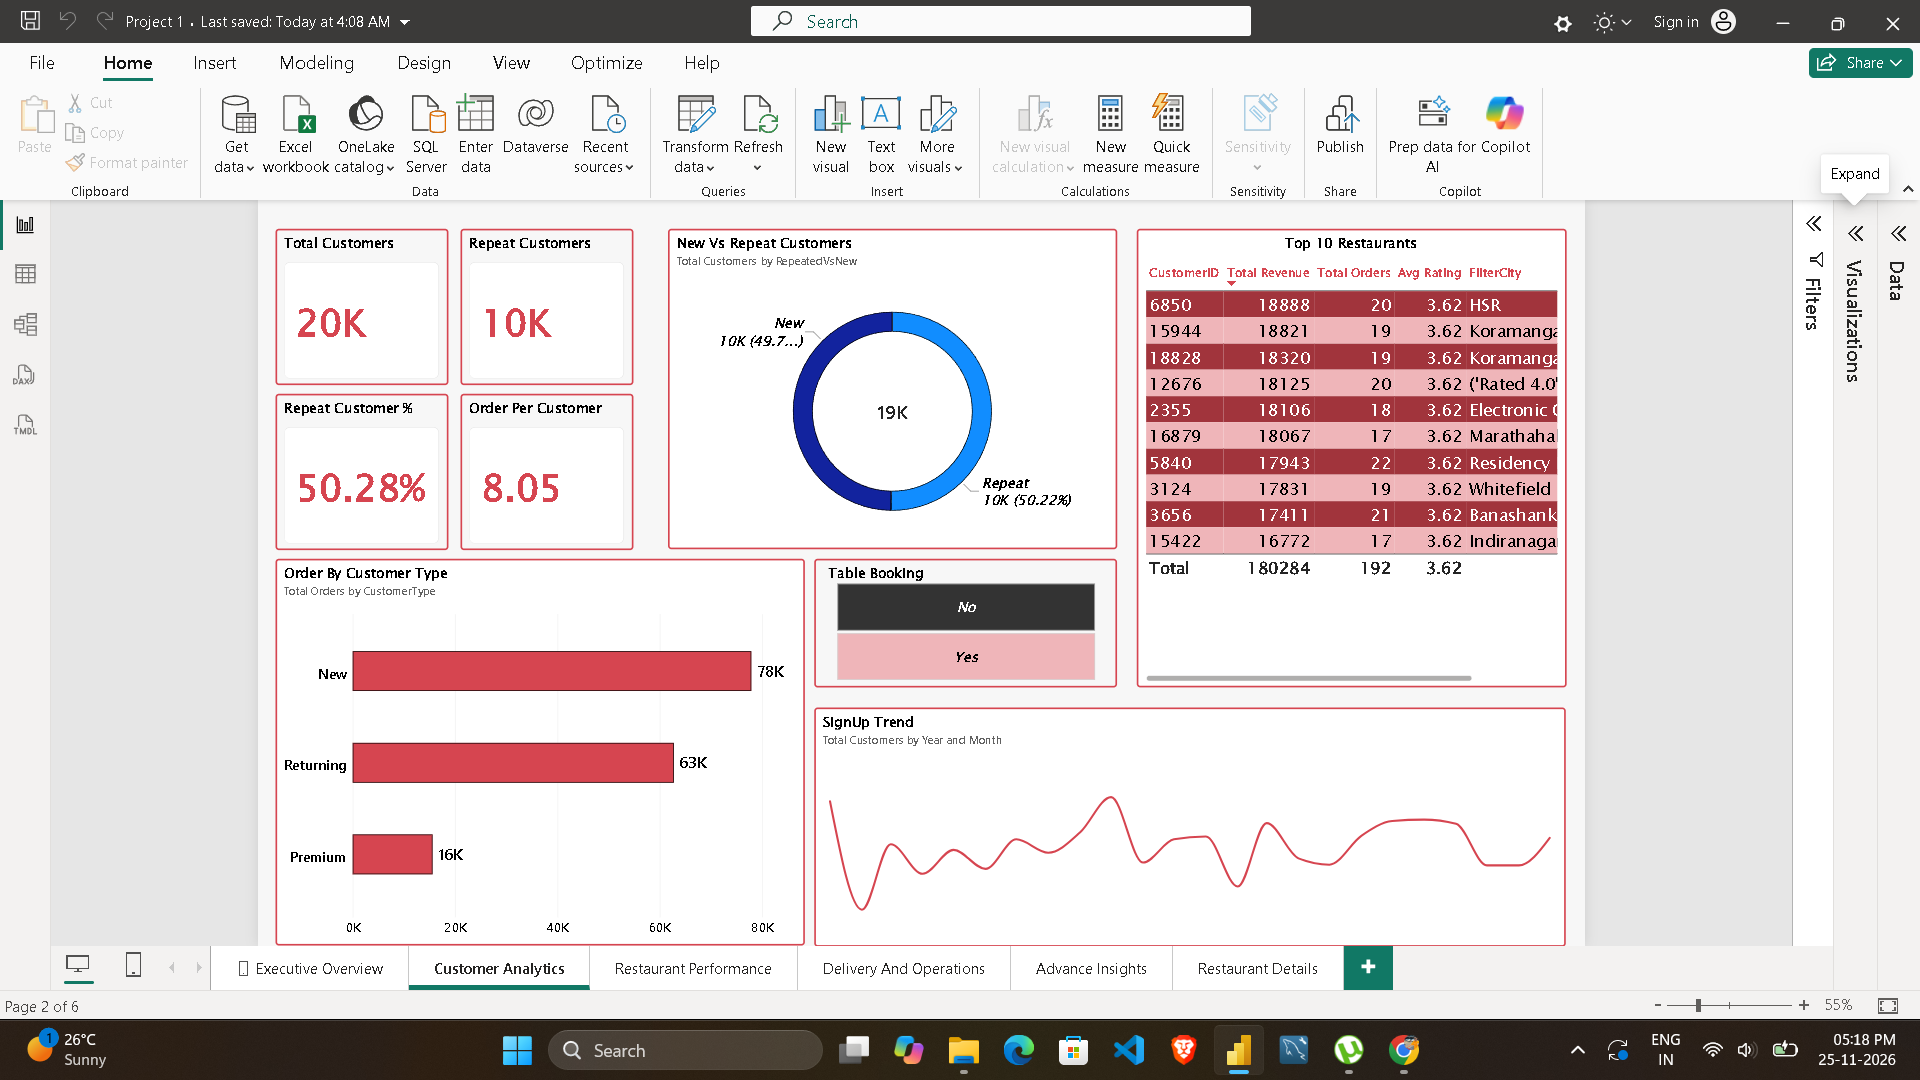 Project 1 • Last saved: Today at 4:08 AM
Search
Sign in
File Home Insert Modeling Design View Optimize Help
Share
Paste
Cut
Copy
Format painter
Clipboard
Get data
Excel workbook
OneLake catalog
SQL Server
Enter data
Dataverse
Recent sources
Data
Transform data
Refresh
Queries
New visual
Text box
More visuals
Insert
New visual calculation
New measure
Quick measure
Calculations
Sensitivity
Sensitivity
Publish
Share
Prep data for AI
Copilot
Copilot
Expand
DAX
TMDL
Filters
Visualizations
Data
Total Customers
20K
Repeat Customers
10K
Repeat Customer %
50.28%
Order Per Customer
8.05
New Vs Repeat Customers
Total Customers by RepeatedVsNew
New
10K (49.7...)
19K
Repeat
10K (50.22%)
Top 10 Restaurants
CustomerID Total Revenue Total Orders Avg Rating FilterCity
6850 18888 20 3.62 HSR
15944 18821 19 3.62 Koramanga
18828 18320 19 3.62 Koramanga
12676 18125 20 3.62 ('Rated 4.0'
2355 18106 18 3.62 Electronic
16879 18067 17 3.62 Marathaha
5840 17943 22 3.62 Residency
3124 17831 19 3.62 Whitefield
3656 17411 21 3.62 Banashank
15422 16772 17 3.62 Indiranaga
Total 180284 192 3.62
Order By Customer Type
Total Orders by CustomerType
New 78K
Returning 63K
Premium 16K
0K 20K 40K 60K 80K
Table Booking
No
Yes
SignUp Trend
Total Customers by Year and Month
Executive Overview Customer Analytics Restaurant Performance Delivery And Operations Advance Insights Restaurant Details +
Page 2 of 6
- + 55%
1
26°C
Sunny
Search
ENG
IN
05:18 PM
25-11-2026